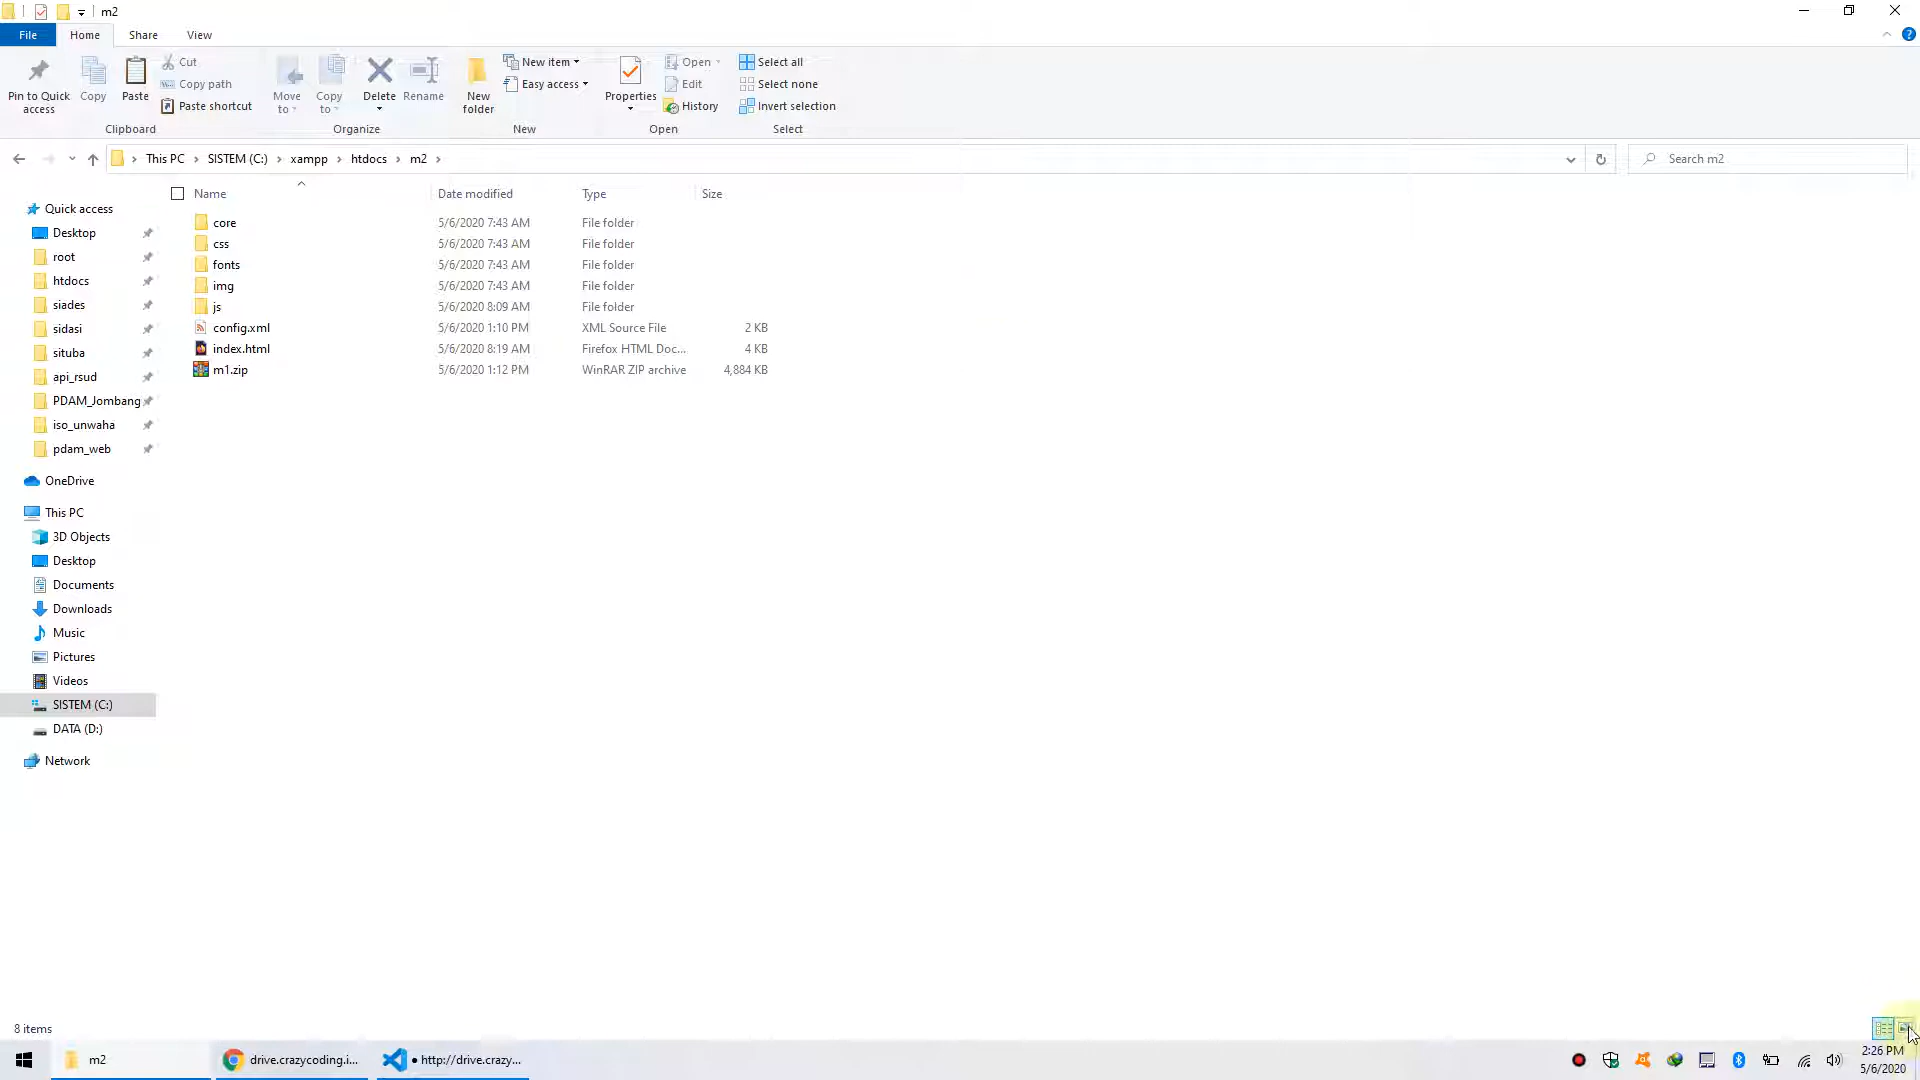 m2
File Home Share View
Pin to Quick access
Copy
Paste
Cut
Copy path
Paste shortcut
Clipboard
Move to
Copy to
Delete
Rename
Organize
New folder
New item
Easy access
New
Properties
Open
Edit
History
Open
Select all
Select none
Invert selection
Select
This PC › SISTEM (C:) › xampp › htdocs › m2 ›
Search m2
Name Date modified Type Size
core 5/6/2020 7:43 AM File folder
css 5/6/2020 7:43 AM File folder
fonts 5/6/2020 7:43 AM File folder
img 5/6/2020 7:43 AM File folder
js 5/6/2020 8:09 AM File folder
config.xml 5/6/2020 1:10 PM XML Source File 2 KB
index.html 5/6/2020 8:19 AM Firefox HTML Doc... 4 KB
m1.zip 5/6/2020 1:12 PM WinRAR ZIP archive 4,884 KB
Quick access
Desktop
root
htdocs
siades
sidasi
situba
api_rsud
PDAM_Jombang
iso_unwaha
pdam_web
OneDrive
This PC
3D Objects
Desktop
Documents
Downloads
Music
Pictures
Videos
SISTEM (C:)
DATA (D:)
Network
8 items
m2
drive.crazycoding.i...
● http://drive.crazy...
2:26 PM
5/6/2020